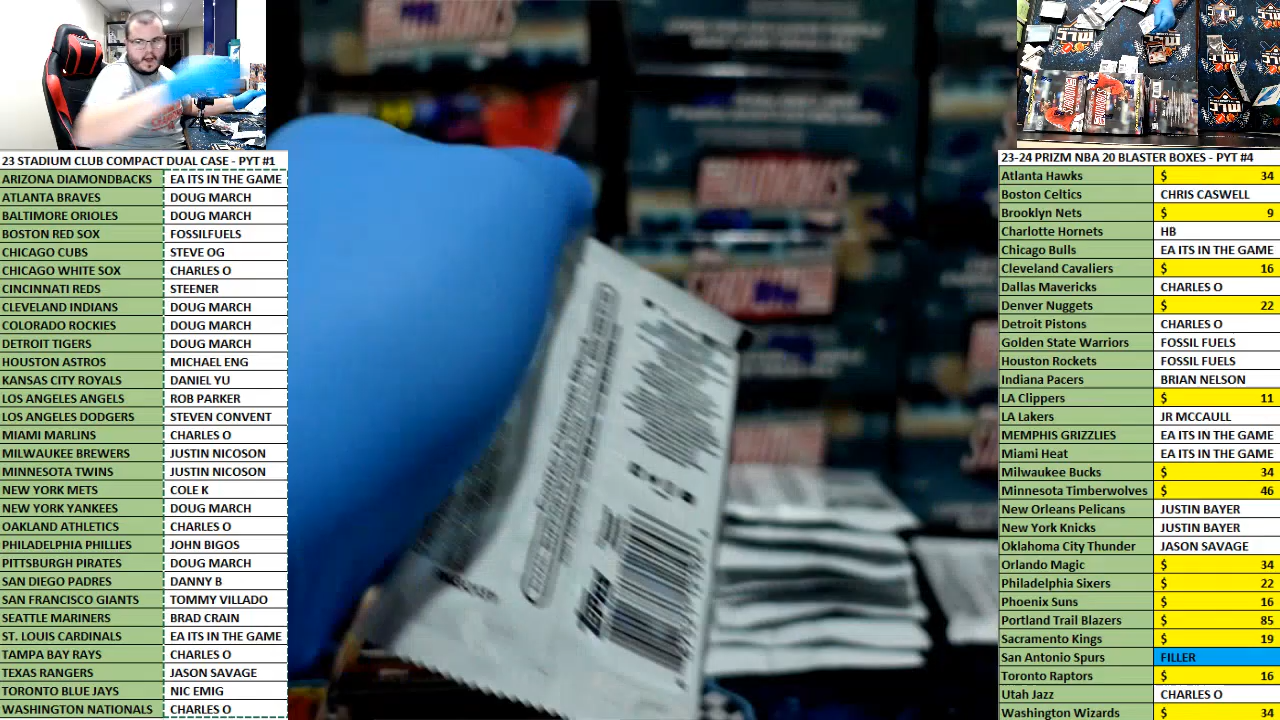 23 STADIUM CLUB COMPACT DUAL CASE - PYT #1
ARIZONA DIAMONDBACKS EA ITS IN THE GAME
ATLANTA BRAVES DOUG MARCH
BALTIMORE ORIOLES DOUG MARCH
BOSTON RED SOX FOSSILFUELS
CHICAGO CUBS STEVE OG
CHICAGO WHITE SOX CHARLES O
CINCINNATI REDS STEENER
CLEVELAND INDIANS DOUG MARCH
COLORADO ROCKIES DOUG MARCH
DETROIT TIGERS DOUG MARCH
HOUSTON ASTROS MICHAEL ENG
KANSAS CITY ROYALS DANIEL YU
LOS ANGELES ANGELS ROB PARKER
LOS ANGELES DODGERS STEVEN CONVENT
MIAMI MARLINS CHARLES O
MILWAUKEE BREWERS JUSTIN NICOSON
MINNESOTA TWINS JUSTIN NICOSON
NEW YORK METS COLE K
NEW YORK YANKEES DOUG MARCH
OAKLAND ATHLETICS CHARLES O
PHILADELPHIA PHILLIES JOHN BIGOS
PITTSBURGH PIRATES DOUG MARCH
SAN DIEGO PADRES DANNY B
SAN FRANCISCO GIANTS TOMMY VILLADO
SEATTLE MARINERS BRAD CRAIN
ST. LOUIS CARDINALS EA ITS IN THE GAME
TAMPA BAY RAYS CHARLES O
TEXAS RANGERS JASON SAVAGE
TORONTO BLUE JAYS NIC EMIG
WASHINGTON NATIONALS CHARLES O
23-24 PRIZM NBA 20 BLASTER BOXES - PYT #4
Atlanta Hawks $ 34
Boston Celtics CHRIS CASWELL
Brooklyn Nets $ 9
Charlotte Hornets HB
Chicago Bulls EA ITS IN THE GAME
Cleveland Cavaliers $ 16
Dallas Mavericks CHARLES O
Denver Nuggets $ 22
Detroit Pistons CHARLES O
Golden State Warriors FOSSIL FUELS
Houston Rockets FOSSIL FUELS
Indiana Pacers BRIAN NELSON
LA Clippers $ 11
LA Lakers JR MCCAULL
MEMPHIS GRIZZLIES EA ITS IN THE GAME
Miami Heat EA ITS IN THE GAME
Milwaukee Bucks $ 34
Minnesota Timberwolves $ 46
New Orleans Pelicans JUSTIN BAYER
New York Knicks JUSTIN BAYER
Oklahoma City Thunder JASON SAVAGE
Orlando Magic $ 34
Philadelphia Sixers $ 22
Phoenix Suns $ 16
Portland Trail Blazers $ 85
Sacramento Kings $ 19
San Antonio Spurs FILLER
Toronto Raptors $ 16
Utah Jazz CHARLES O
Washington Wizards $ 34